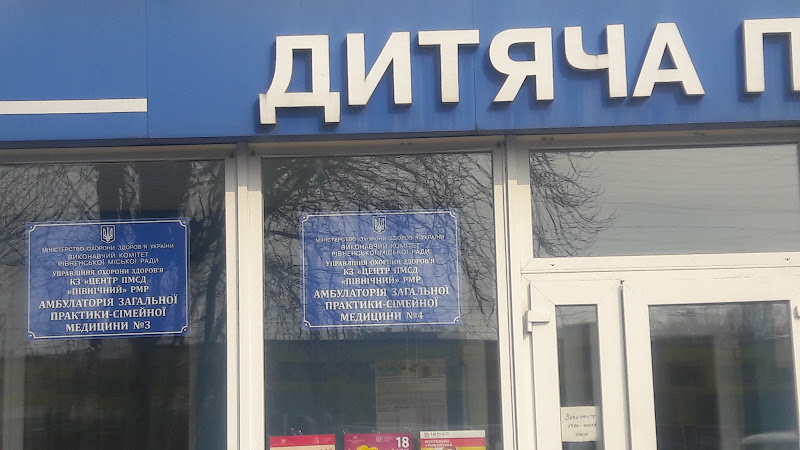 ДИТЯЧА П
МІНІСТЕРСТВО ОХОРОНИ ЗДОРОВ'Я УКРАЇНИ
ВИКОНАВЧИЙ КОМІТЕТ
РІВНЕНСЬКОЇ МІСЬКОЇ РАДИ
УПРАВЛІННЯ ОХОРОНИ ЗДОРОВ'Я
КЗ «ЦЕНТР ПМСД
«ПІВНІЧНИЙ» РМР
АМБУЛАТОРІЯ ЗАГАЛЬНОЇ
ПРАКТИКИ-СІМЕЙНОЇ
МЕДИЦИНИ №3
МІНІСТЕРСТВО ОХОРОНИ ЗДОРОВ'Я УКРАЇНИ
ВИКОНАВЧИЙ КОМІТЕТ
РІВНЕНСЬКОЇ МІСЬКОЇ РАДИ
УПРАВЛІННЯ ОХОРОНИ ЗДОРОВ'Я
КЗ «ЦЕНТР ПМСД
«ПІВНІЧНИЙ» РМР
АМБУЛАТОРІЯ ЗАГАЛЬНОЇ
ПРАКТИКИ-СІМЕЙНОЇ
МЕДИЦИНИ №4
18